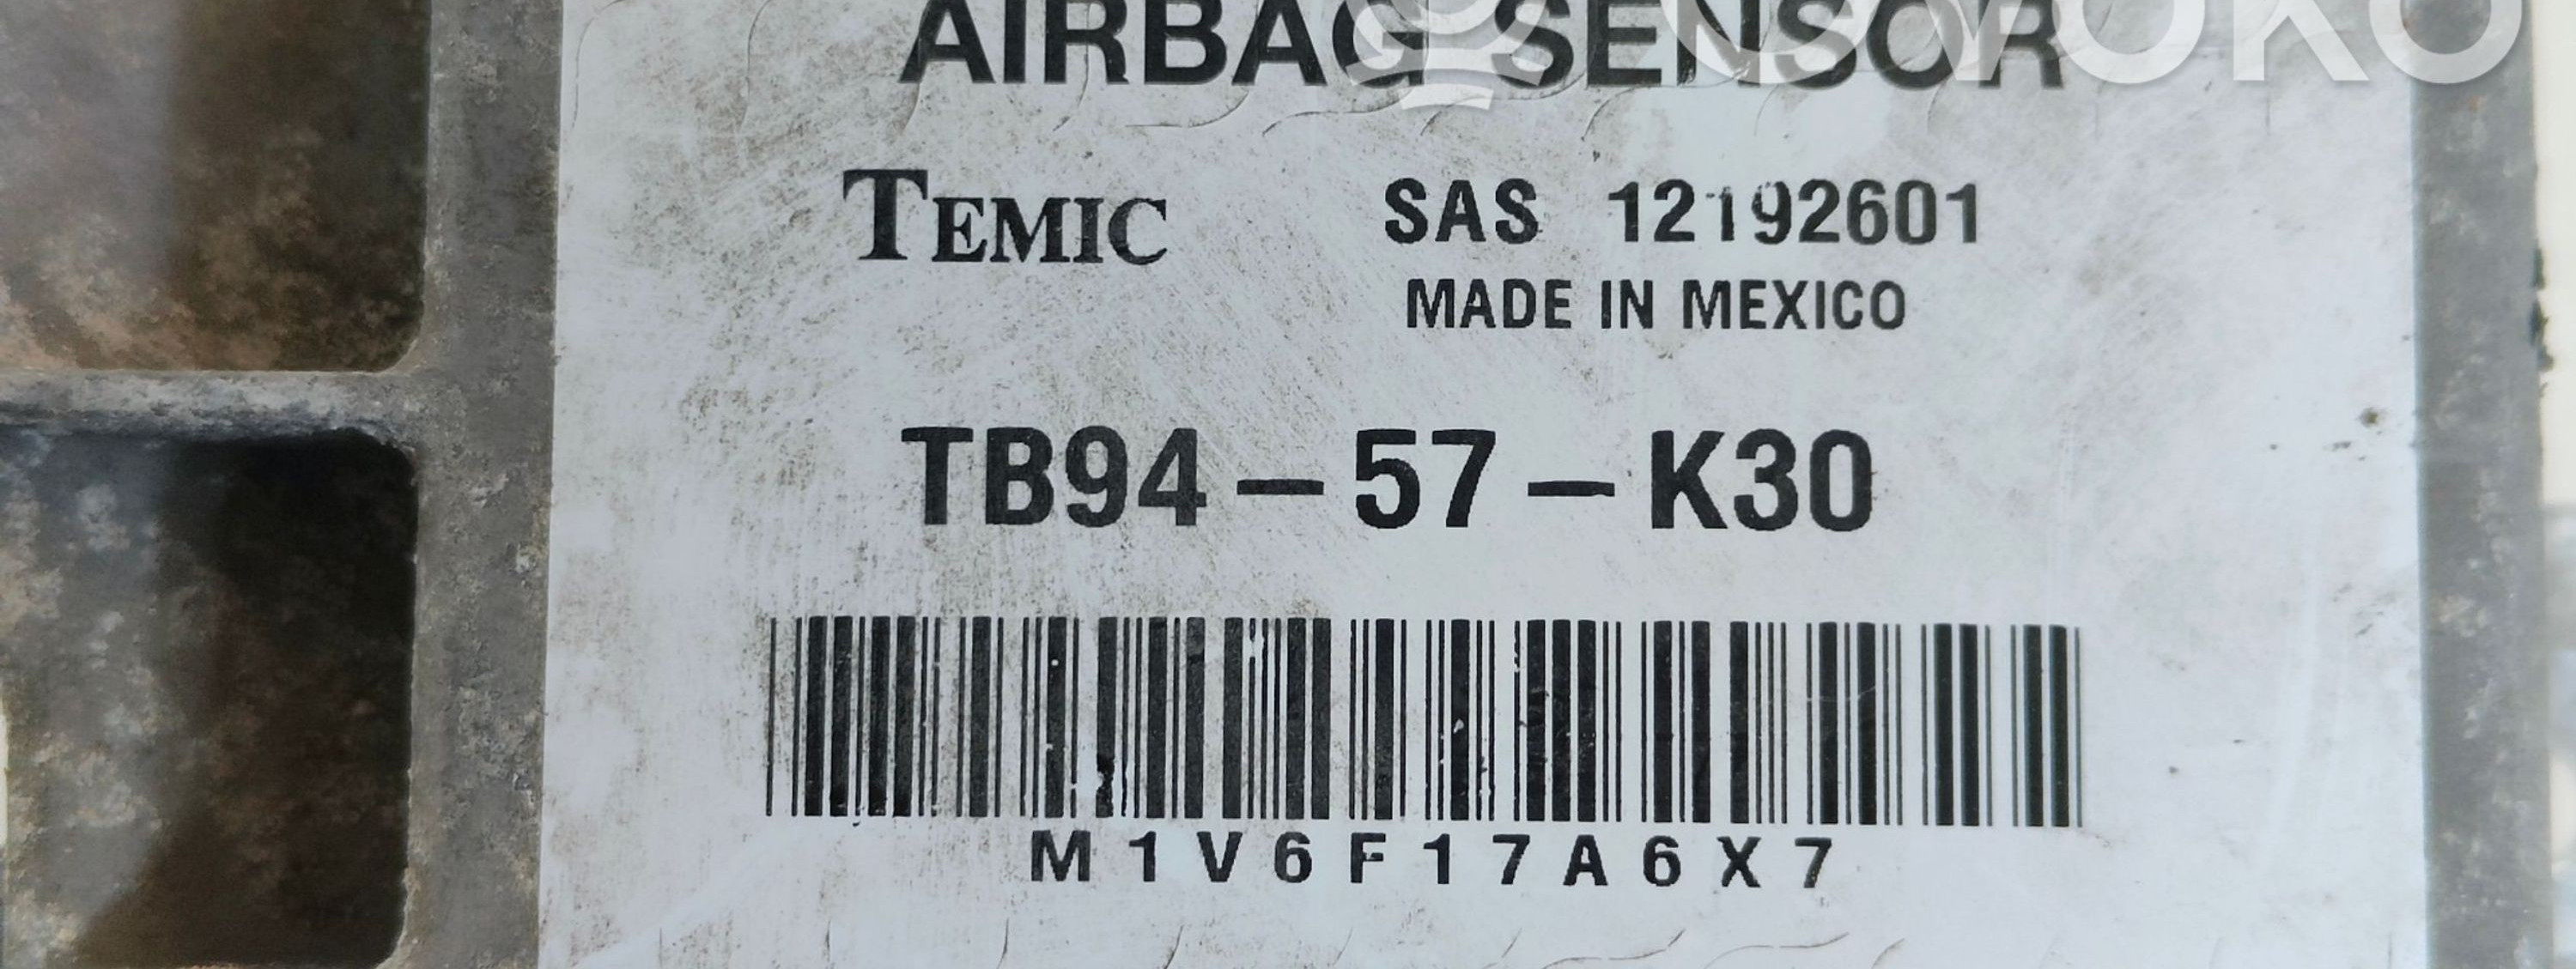 AIRBAG SENSOR
TEMIC SAS 12192601
MADE IN MEXICO
TB94-57-K30
M1V6F17A6X7